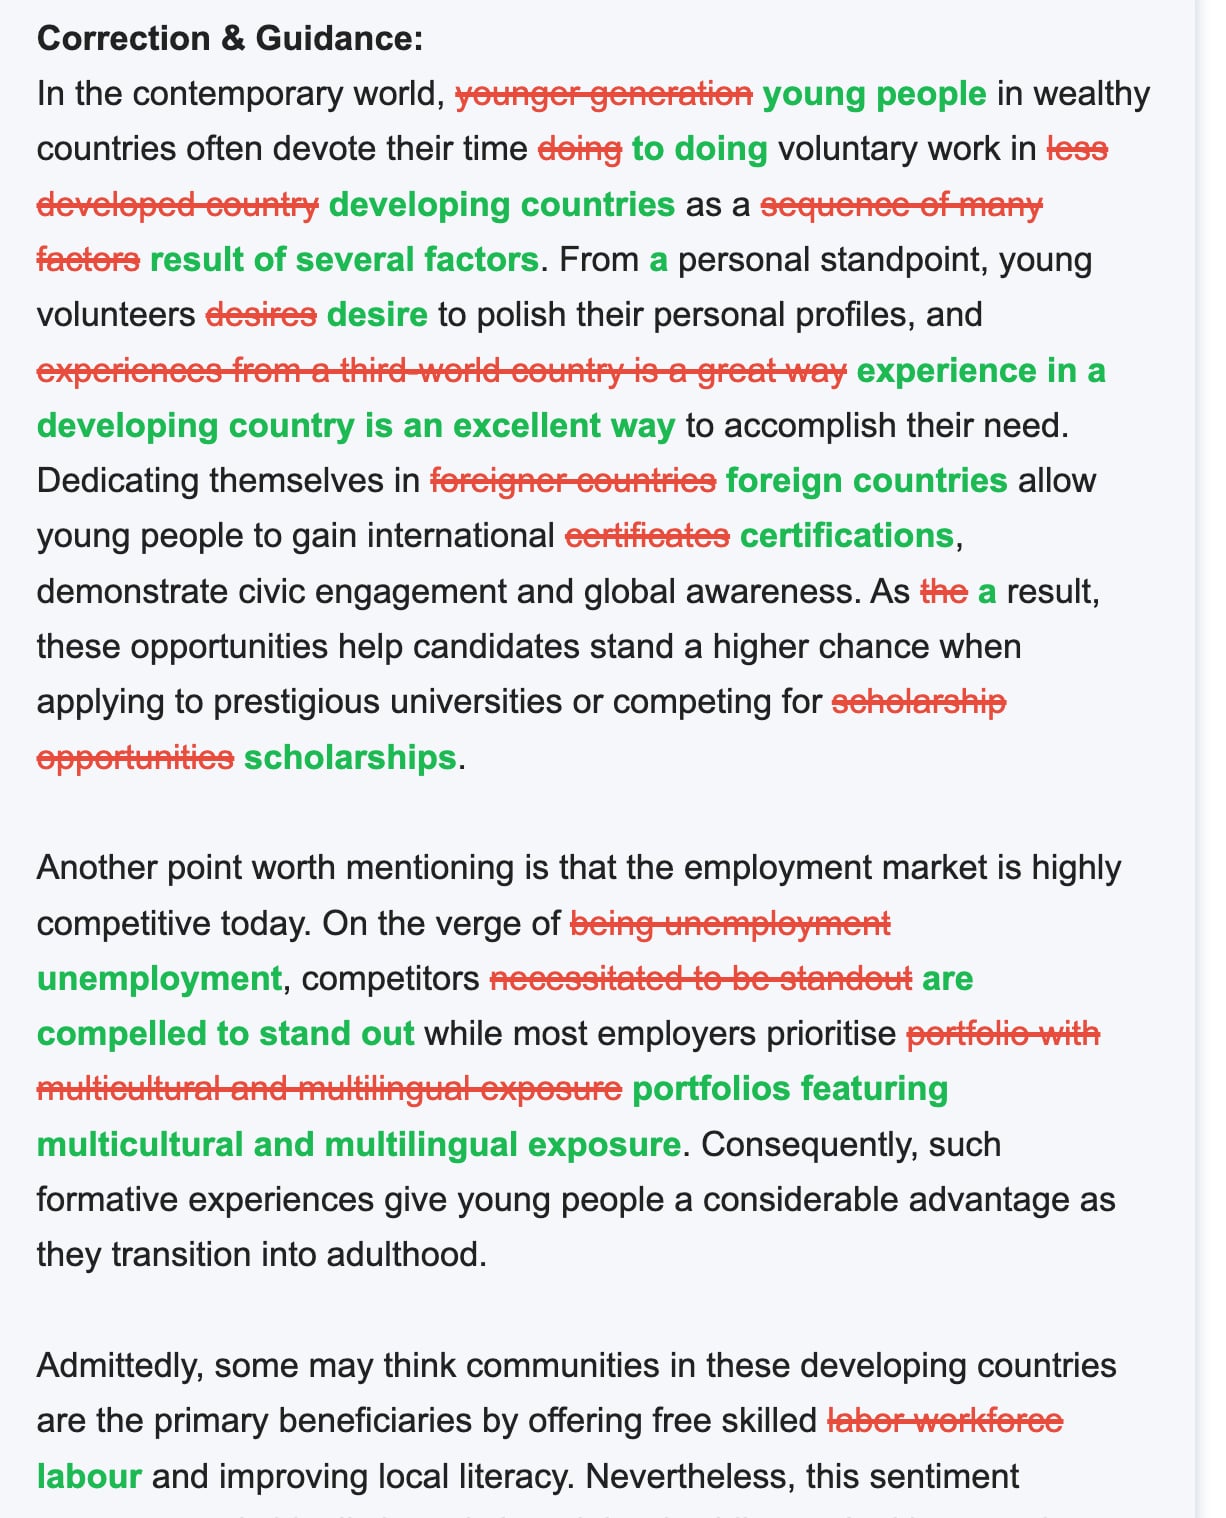 Correction & Guidance:
In the contemporary world, younger generation young people in wealthy
countries often devote their time doing to doing voluntary work in less
developed country developing countries as a sequence of many
factors result of several factors. From a personal standpoint, young
volunteers desires desire to polish their personal profiles, and
experiences from a third-world country is a great way experience in a
developing country is an excellent way to accomplish their need.
Dedicating themselves in foreigner countries foreign countries allow
young people to gain international certificates certifications,
demonstrate civic engagement and global awareness. As the a result,
these opportunities help candidates stand a higher chance when
applying to prestigious universities or competing for scholarship
opportunities scholarships.
Another point worth mentioning is that the employment market is highly
competitive today. On the verge of being unemployment
unemployment, competitors necessitated to be standout are
compelled to stand out while most employers prioritise portfolio with
multicultural and multilingual exposure portfolios featuring
multicultural and multilingual exposure. Consequently, such
formative experiences give young people a considerable advantage as
they transition into adulthood.
Admittedly, some may think communities in these developing countries
are the primary beneficiaries by offering free skilled labor workforce
labour and improving local literacy. Nevertheless, this sentiment